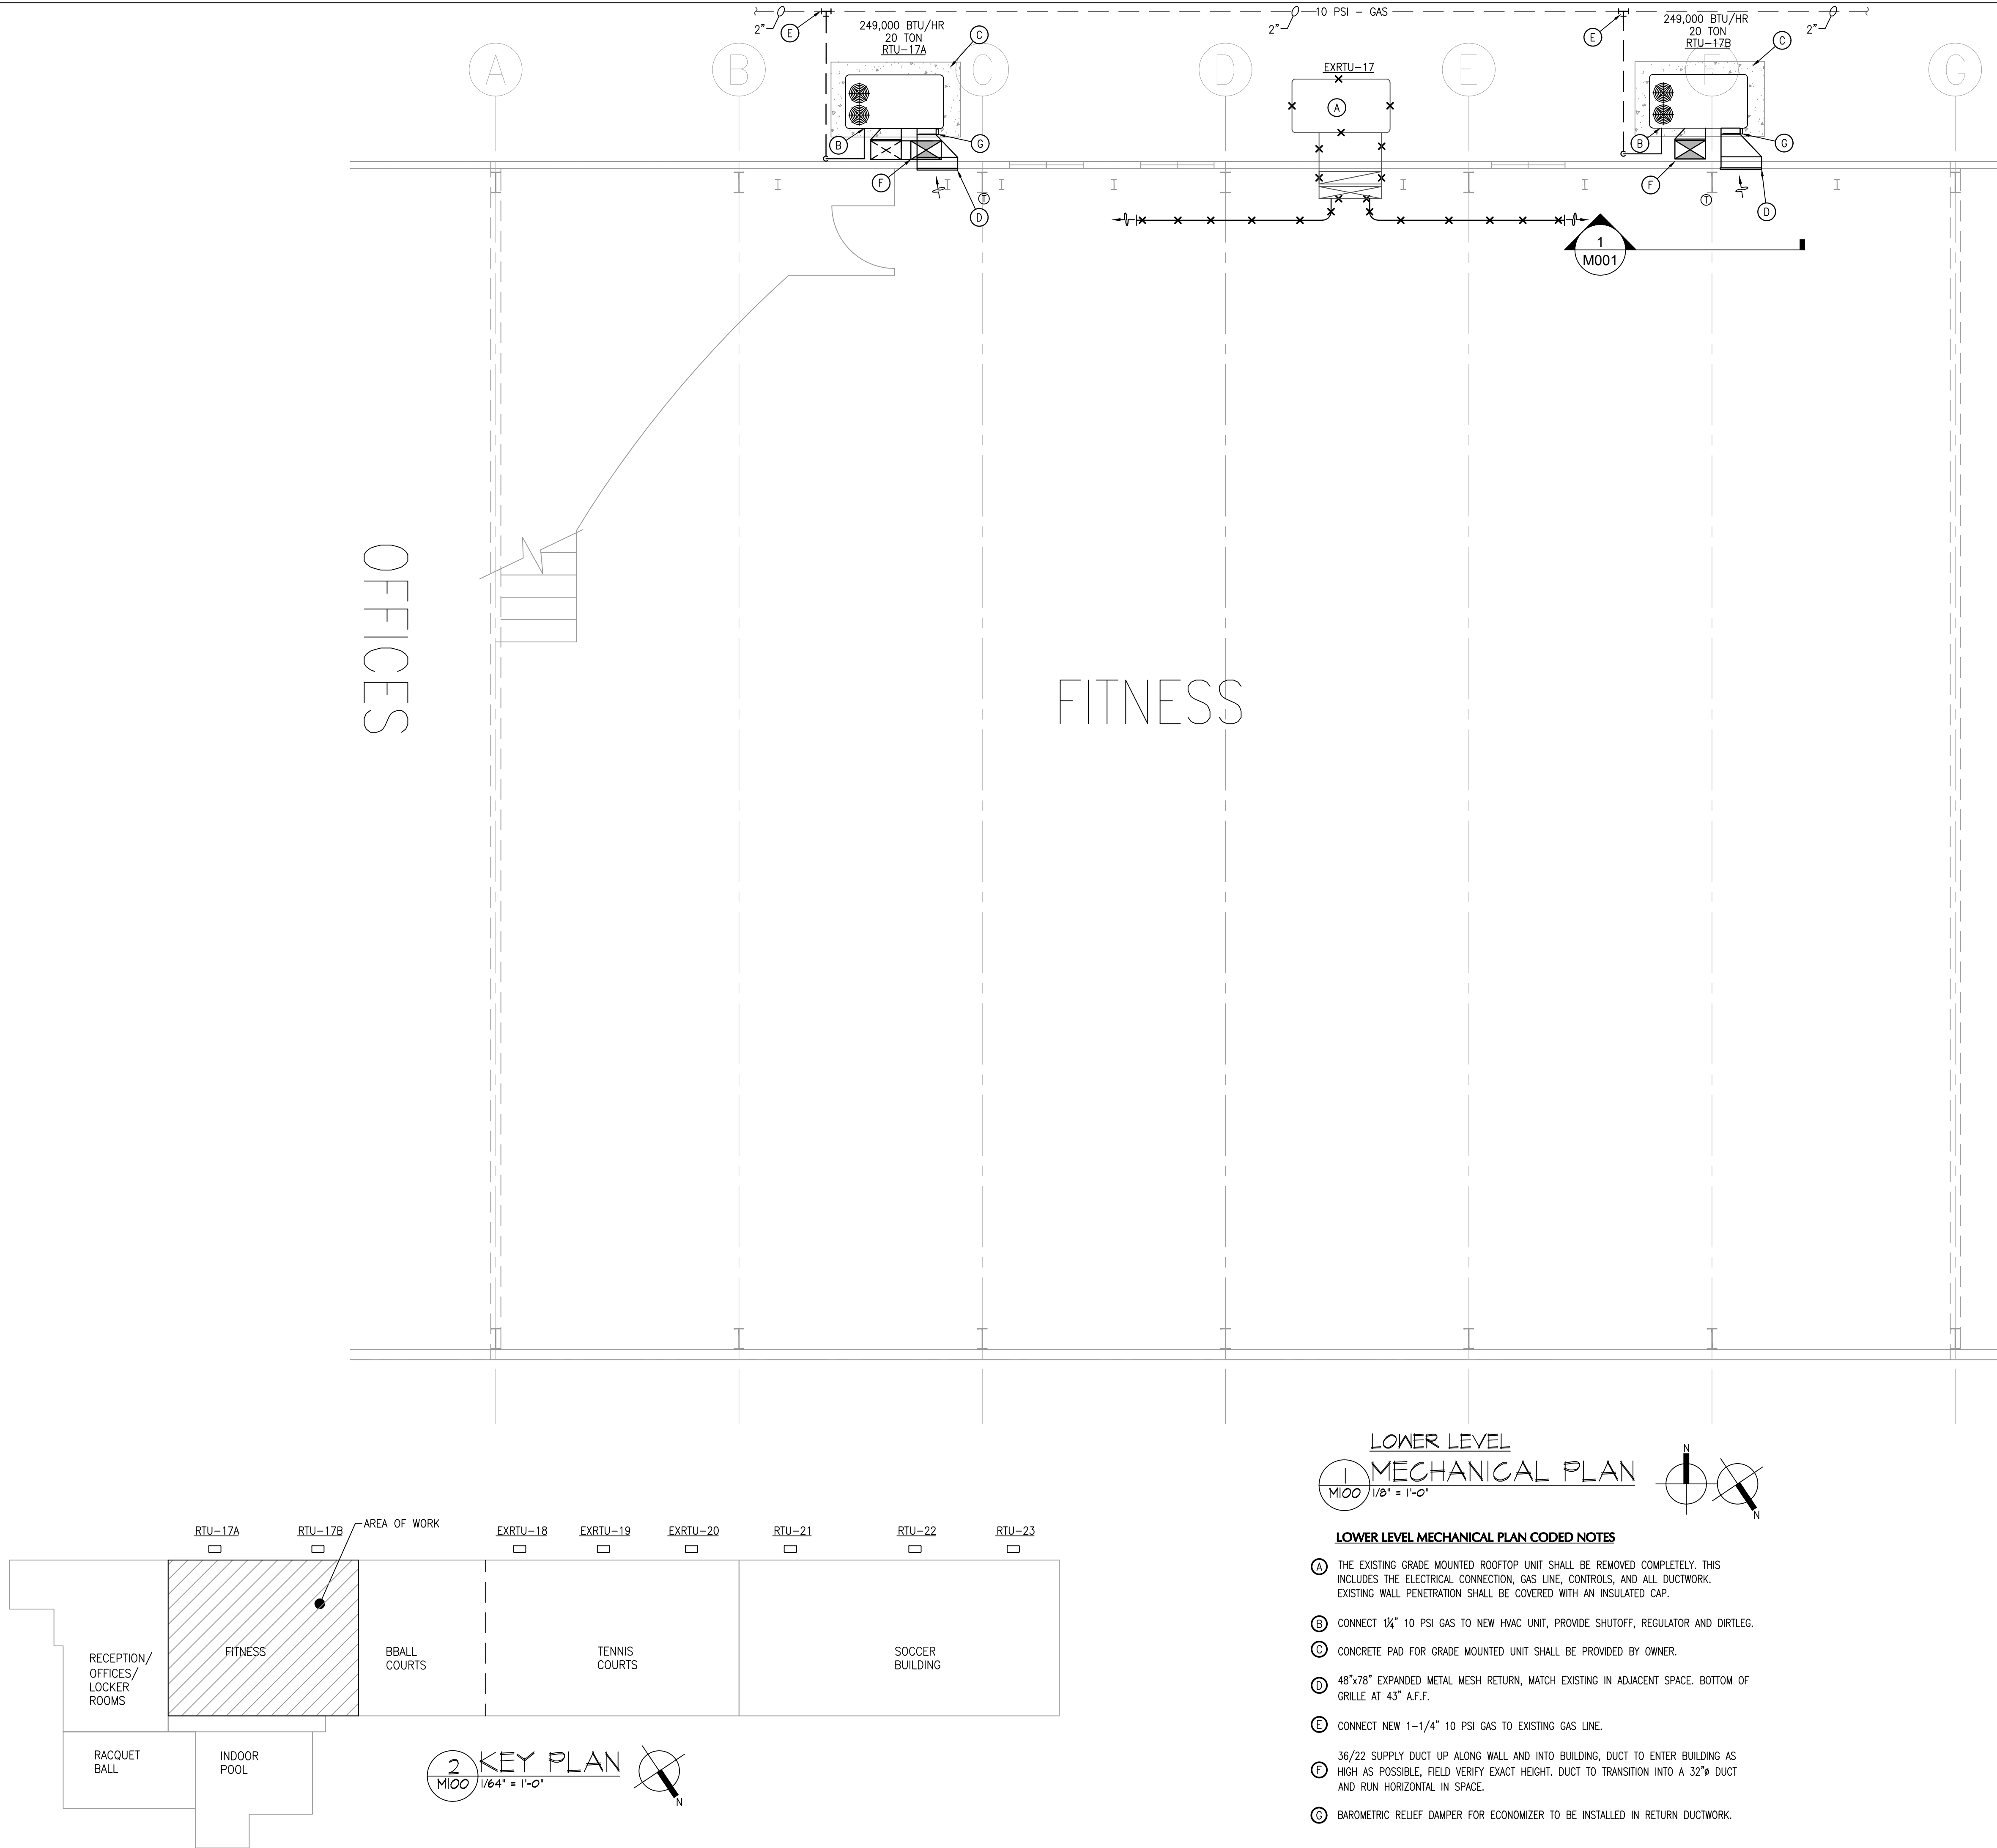 10 PSI - GAS
2"
E
249,000 BTU/HR
20 TON
RTU-17A
C
2"
E
249,000 BTU/HR
20 TON
RTU-17B
C
2"
A
B
C
D
E
F
G
EXRTU-17
A
B
G
F
D
T
B
G
F
D
T
1
M001
OFFICES
FITNESS
LOWER LEVEL
1
M100
MECHANICAL PLAN
1/8" = 1'-0"
N
N
LOWER LEVEL MECHANICAL PLAN CODED NOTES
A THE EXISTING GRADE MOUNTED ROOFTOP UNIT SHALL BE REMOVED COMPLETELY. THIS
INCLUDES THE ELECTRICAL CONNECTION, GAS LINE, CONTROLS, AND ALL DUCTWORK.
EXISTING WALL PENETRATION SHALL BE COVERED WITH AN INSULATED CAP.
B CONNECT 1¼" 10 PSI GAS TO NEW HVAC UNIT, PROVIDE SHUTOFF, REGULATOR AND DIRTLEG.
C CONCRETE PAD FOR GRADE MOUNTED UNIT SHALL BE PROVIDED BY OWNER.
D 48"x78" EXPANDED METAL MESH RETURN, MATCH EXISTING IN ADJACENT SPACE. BOTTOM OF
GRILLE AT 43" A.F.F.
E CONNECT NEW 1-1/4" 10 PSI GAS TO EXISTING GAS LINE.
F 36/22 SUPPLY DUCT UP ALONG WALL AND INTO BUILDING, DUCT TO ENTER BUILDING AS
HIGH AS POSSIBLE, FIELD VERIFY EXACT HEIGHT. DUCT TO TRANSITION INTO A 32"ø DUCT
AND RUN HORIZONTAL IN SPACE.
G BAROMETRIC RELIEF DAMPER FOR ECONOMIZER TO BE INSTALLED IN RETURN DUCTWORK.
RTU-17A
RTU-17B
AREA OF WORK
EXRTU-18
EXRTU-19
EXRTU-20
RTU-21
RTU-22
RTU-23
RECEPTION/
OFFICES/
LOCKER
ROOMS
FITNESS
BBALL
COURTS
TENNIS
COURTS
SOCCER
BUILDING
RACQUET
BALL
INDOOR
POOL
2
M100
KEY PLAN
1/64" = 1'-0"
N